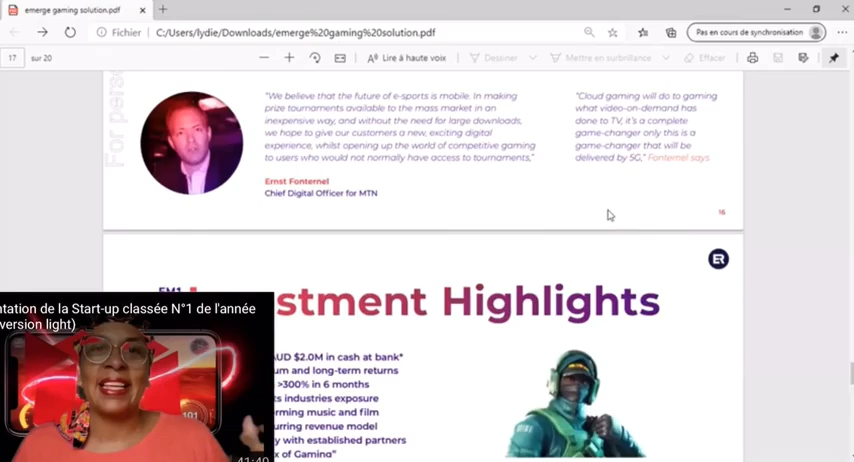 emerge gaming solution.pdf
Fichier
C:/Users/lydie/Downloads/emerge%20gaming%20solution.pdf
Pas en cours de synchronisation
17
sur 20
Lire à haute voix
Dessiner
Mettre en surbrillance
Effacer
For perso
"We believe that the future of e-sports is mobile. In making
prize tournaments available to the mass market in an
inexpensive way, and without the need for large downloads,
we hope to give our customers a new, exciting digital
experience, whilst opening up the world of competitive gaming
to users who would not normally have access to tournaments,"
Ernst Fonternel
Chief Digital Officer for MTN
"Cloud gaming will do to gaming
what video-on-demand has
done to TV, it's a complete
game-changer only this is a
game-changer that will be
delivered by 5G," Fonternel says
16
ER
EM1
stment Highlights
AUD $2.0M in cash at bank*
um and long-term returns
>300% in 6 months
ts industries exposure
orming music and film
urring revenue model
y with established partners
x of Gaming"
ntation de la Start-up classée N°1 de l'année
version light)
191
41:40